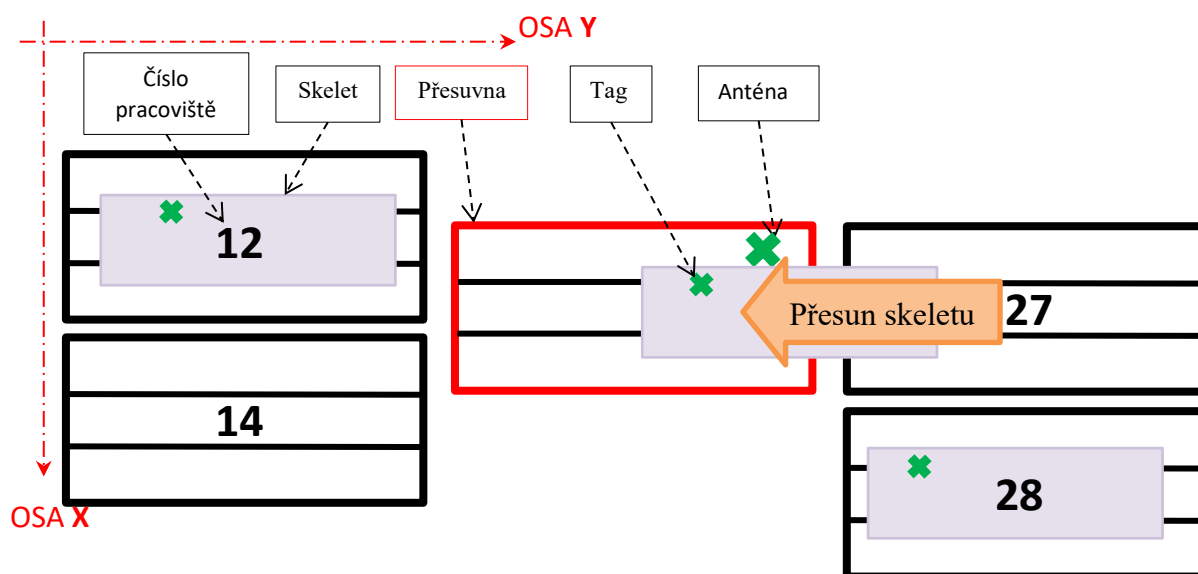 OSA Y
Číslo
pracoviště
Skelet
Přesuvna
Tag
Anténa
12
Přesun skeletu
27
14
28
OSA X